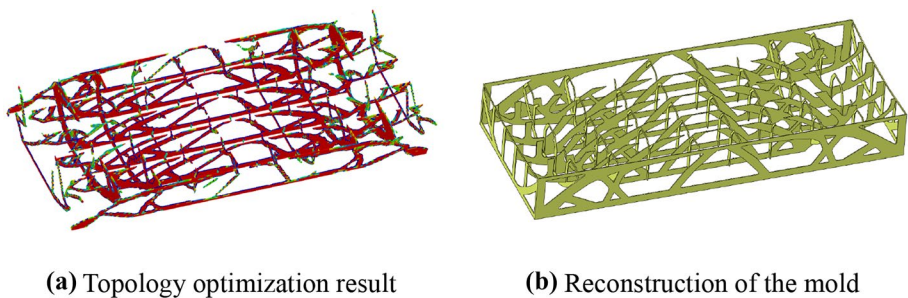 (a) Topology optimization result
(b) Reconstruction of the mold